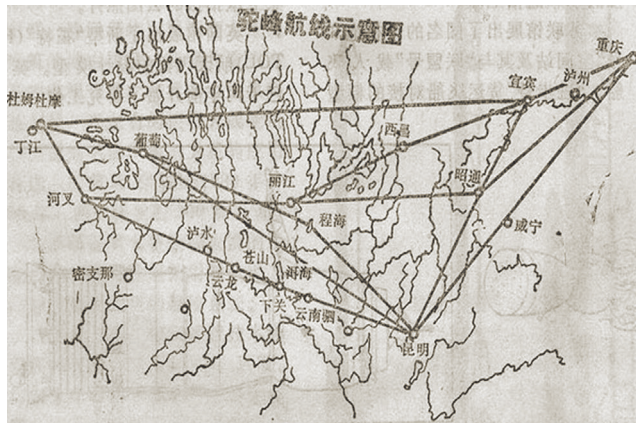 驼峰航线示意图
重庆
宜宾
泸州
杜姆杜摩
丁江
西昌
葡萄
丽江
昭通
河叉
程海
威宁
泸水
苍山
洱海
密支那
云龙
下关
云南驿
昆明